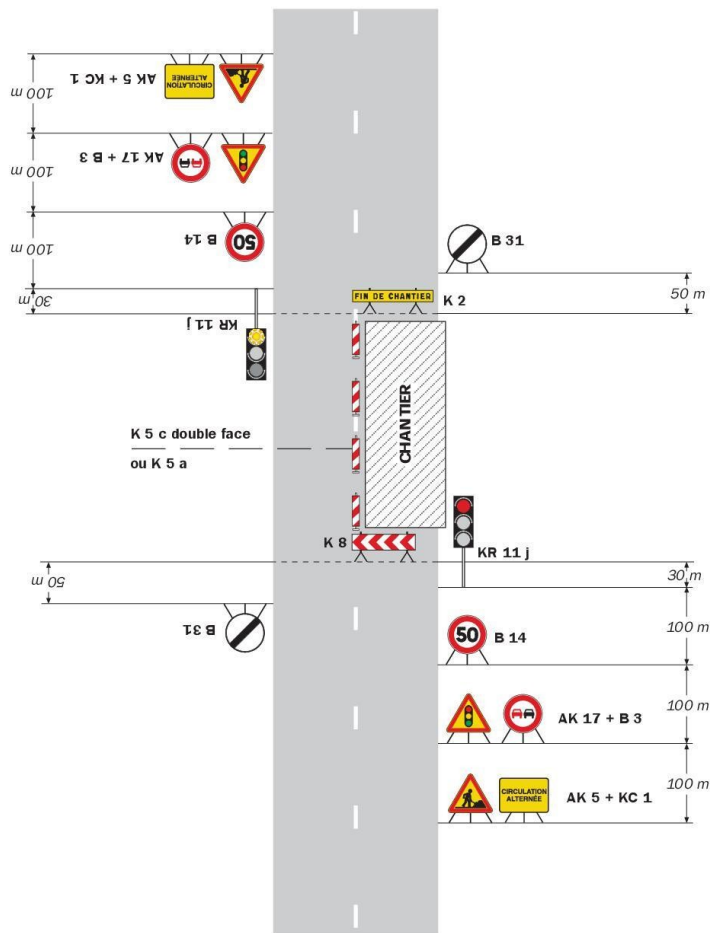 100 m
AK 5 + KC 1
CIRCULATION
ALTERNÉE
100 m
AK 17 + B 3
100 m
B 14
50
30 m
KR 11 j
B 31
50 m
FIN DE CHANTIER
K 2
CHANTIER
K 5 c double face
ou K 5 a
K 8
KR 11 j
30 m
50 m
B 31
50
B 14
100 m
AK 17 + B 3
100 m
CIRCULATION
ALTERNÉE
AK 5 + KC 1
100 m